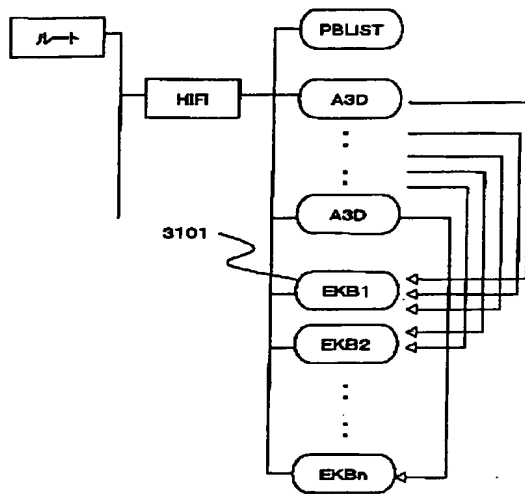 ルート
HIFI
PBLIST
A3D
A3D
3101
EKB1
EKB2
EKBn